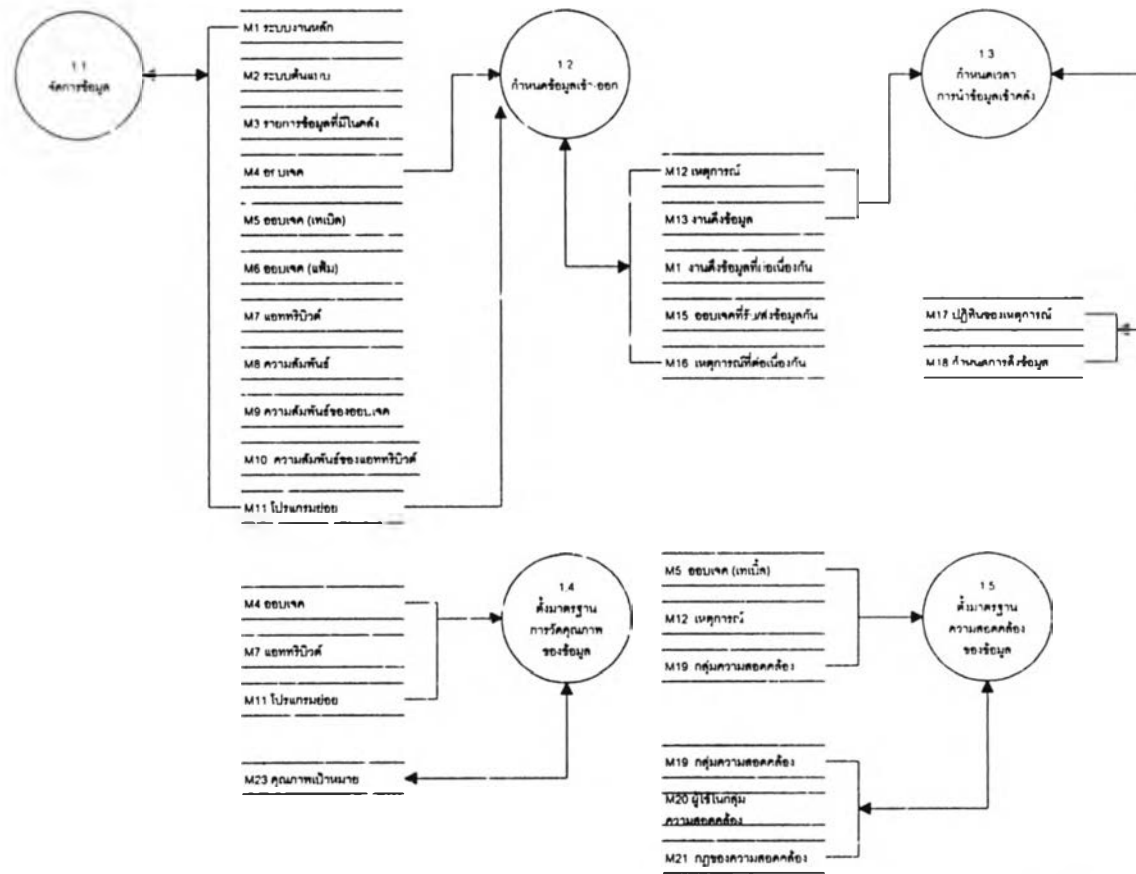 1.1
จัดการข้อมูล
M1 ระบบงานหลัก
M2 ระบบต้นแบบ
M3 รายการข้อมูลที่มีในคลัง
M4 ออบเจค
M5 ออบเจค (เทเบิล)
M6 ออบเจค (แฟ้ม)
M7 แอททริบิวต์
M8 ความสัมพันธ์
M9 ความสัมพันธ์ของออบเจค
M10 ความสัมพันธ์ของแอททริบิวต์
M11 โปรแกรมย่อย
1.2
กำหนดข้อมูลเข้า-ออก
M12 เหตุการณ์
M13 งานดึงข้อมูล
M1 งานดึงข้อมูลที่ต่อเนื่องกัน
M15 ออบเจคที่รับ/ส่งข้อมูลกัน
M16 เหตุการณ์ที่ต่อเนื่องกัน
1.3
กำหนดเวลา
การนำข้อมูลเข้าคลัง
M17 ปฏิทินของเหตุการณ์
M18 กำหนดการดึงข้อมูล
M4 ออบเจค
M7 แอททริบิวต์
M11 โปรแกรมย่อย
M23 คุณภาพเป้าหมาย
1.4
ตั้งมาตรฐาน
การวัดคุณภาพ
ของข้อมูล
M5 ออบเจค (เทเบิ้ล)
M12 เหตุการณ์
M19 กลุ่มความสอดคล้อง
M19 กลุ่มความสอดคล้อง
M20 ผู้ใช้ในกลุ่ม
ความสอดคล้อง
M21 กฎของความสอดคล้อง
1.5
ตั้งมาตรฐาน
ความสอดคล้อง
ของข้อมูล